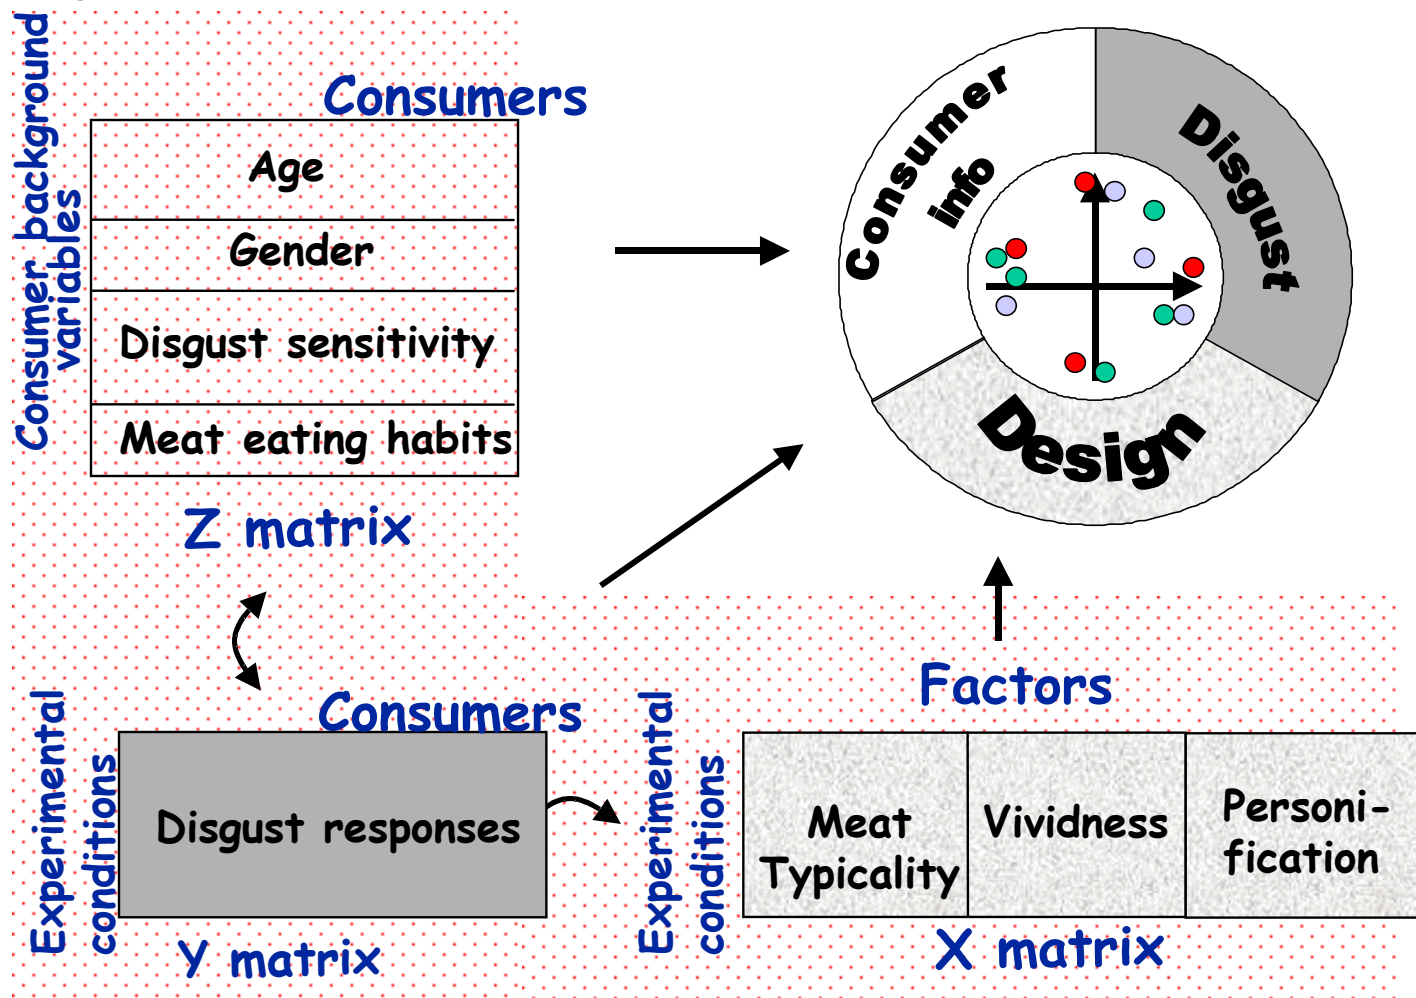 Consumer background
variables
Consumers
Age
Gender
Disgust sensitivity
Meat eating habits
Z matrix
Consumer
info
Disgust
Design
Experimental
conditions
Consumers
Disgust responses
Y matrix
Experimental
conditions
Factors
Meat
Typicality
Vividness
Personi-
fication
X matrix